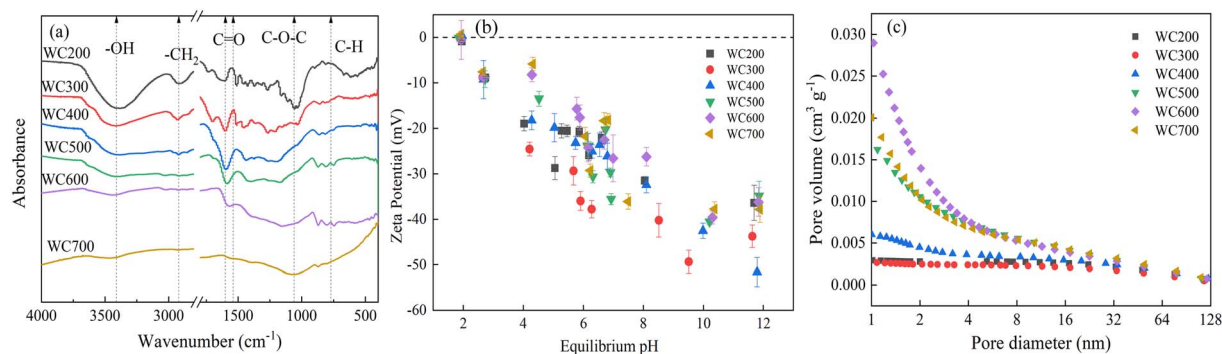 (a)
-OH
-CH₂
C=O
C-O-C
C-H
WC200
WC300
WC400
WC500
WC600
WC700
Absorbance
4000 3500 3000 1500 1000 500
Wavenumber (cm⁻¹)
(b)
Zeta Potential (mV)
0
-10
-20
-30
-40
-50
-60
WC200
WC300
WC400
WC500
WC600
WC700
2 4 6 8 10 12
Equilibrium pH
(c)
Pore volume (cm³ g⁻¹)
0.030
0.025
0.020
0.015
0.010
0.005
0.000
WC200
WC300
WC400
WC500
WC600
WC700
1 2 4 8 16 32 64 128
Pore diameter (nm)